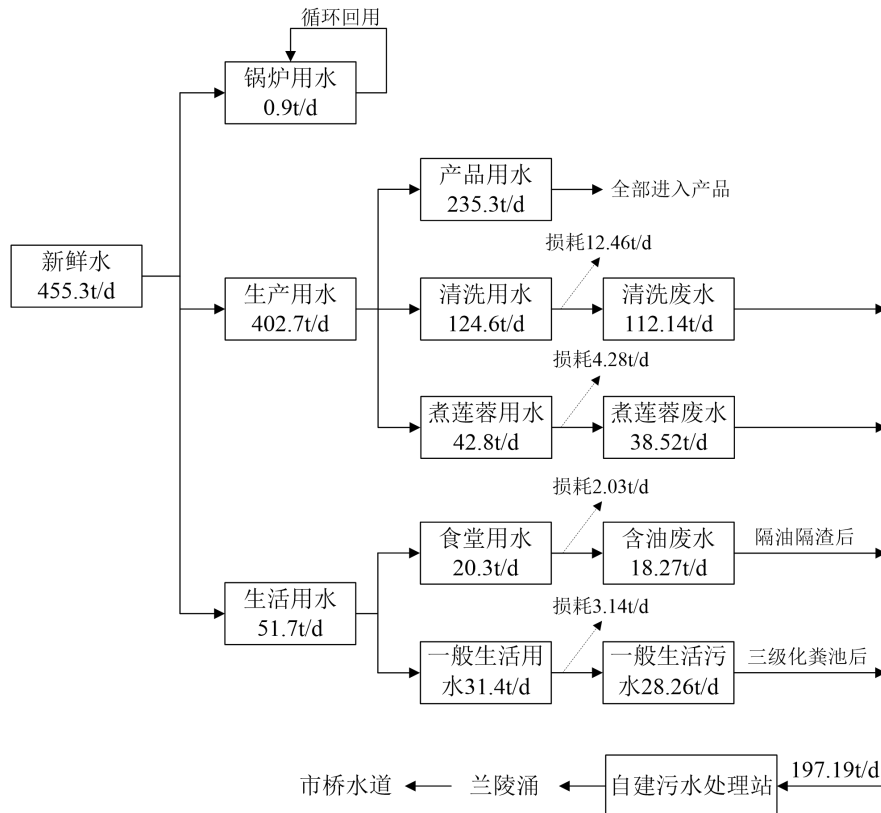 循环回用
锅炉用水
0.9t/d
产品用水
235.3t/d
全部进入产品
新鲜水
455.3t/d
生产用水
402.7t/d
损耗12.46t/d
清洗用水
124.6t/d
清洗废水
112.14t/d
损耗4.28t/d
煮莲蓉用水
42.8t/d
煮莲蓉废水
38.52t/d
损耗2.03t/d
食堂用水
20.3t/d
含油废水
18.27t/d
隔油隔渣后
生活用水
51.7t/d
损耗3.14t/d
一般生活用
水31.4t/d
一般生活污
水28.26t/d
三级化粪池后
197.19t/d
自建污水处理站
兰陵涌
市桥水道